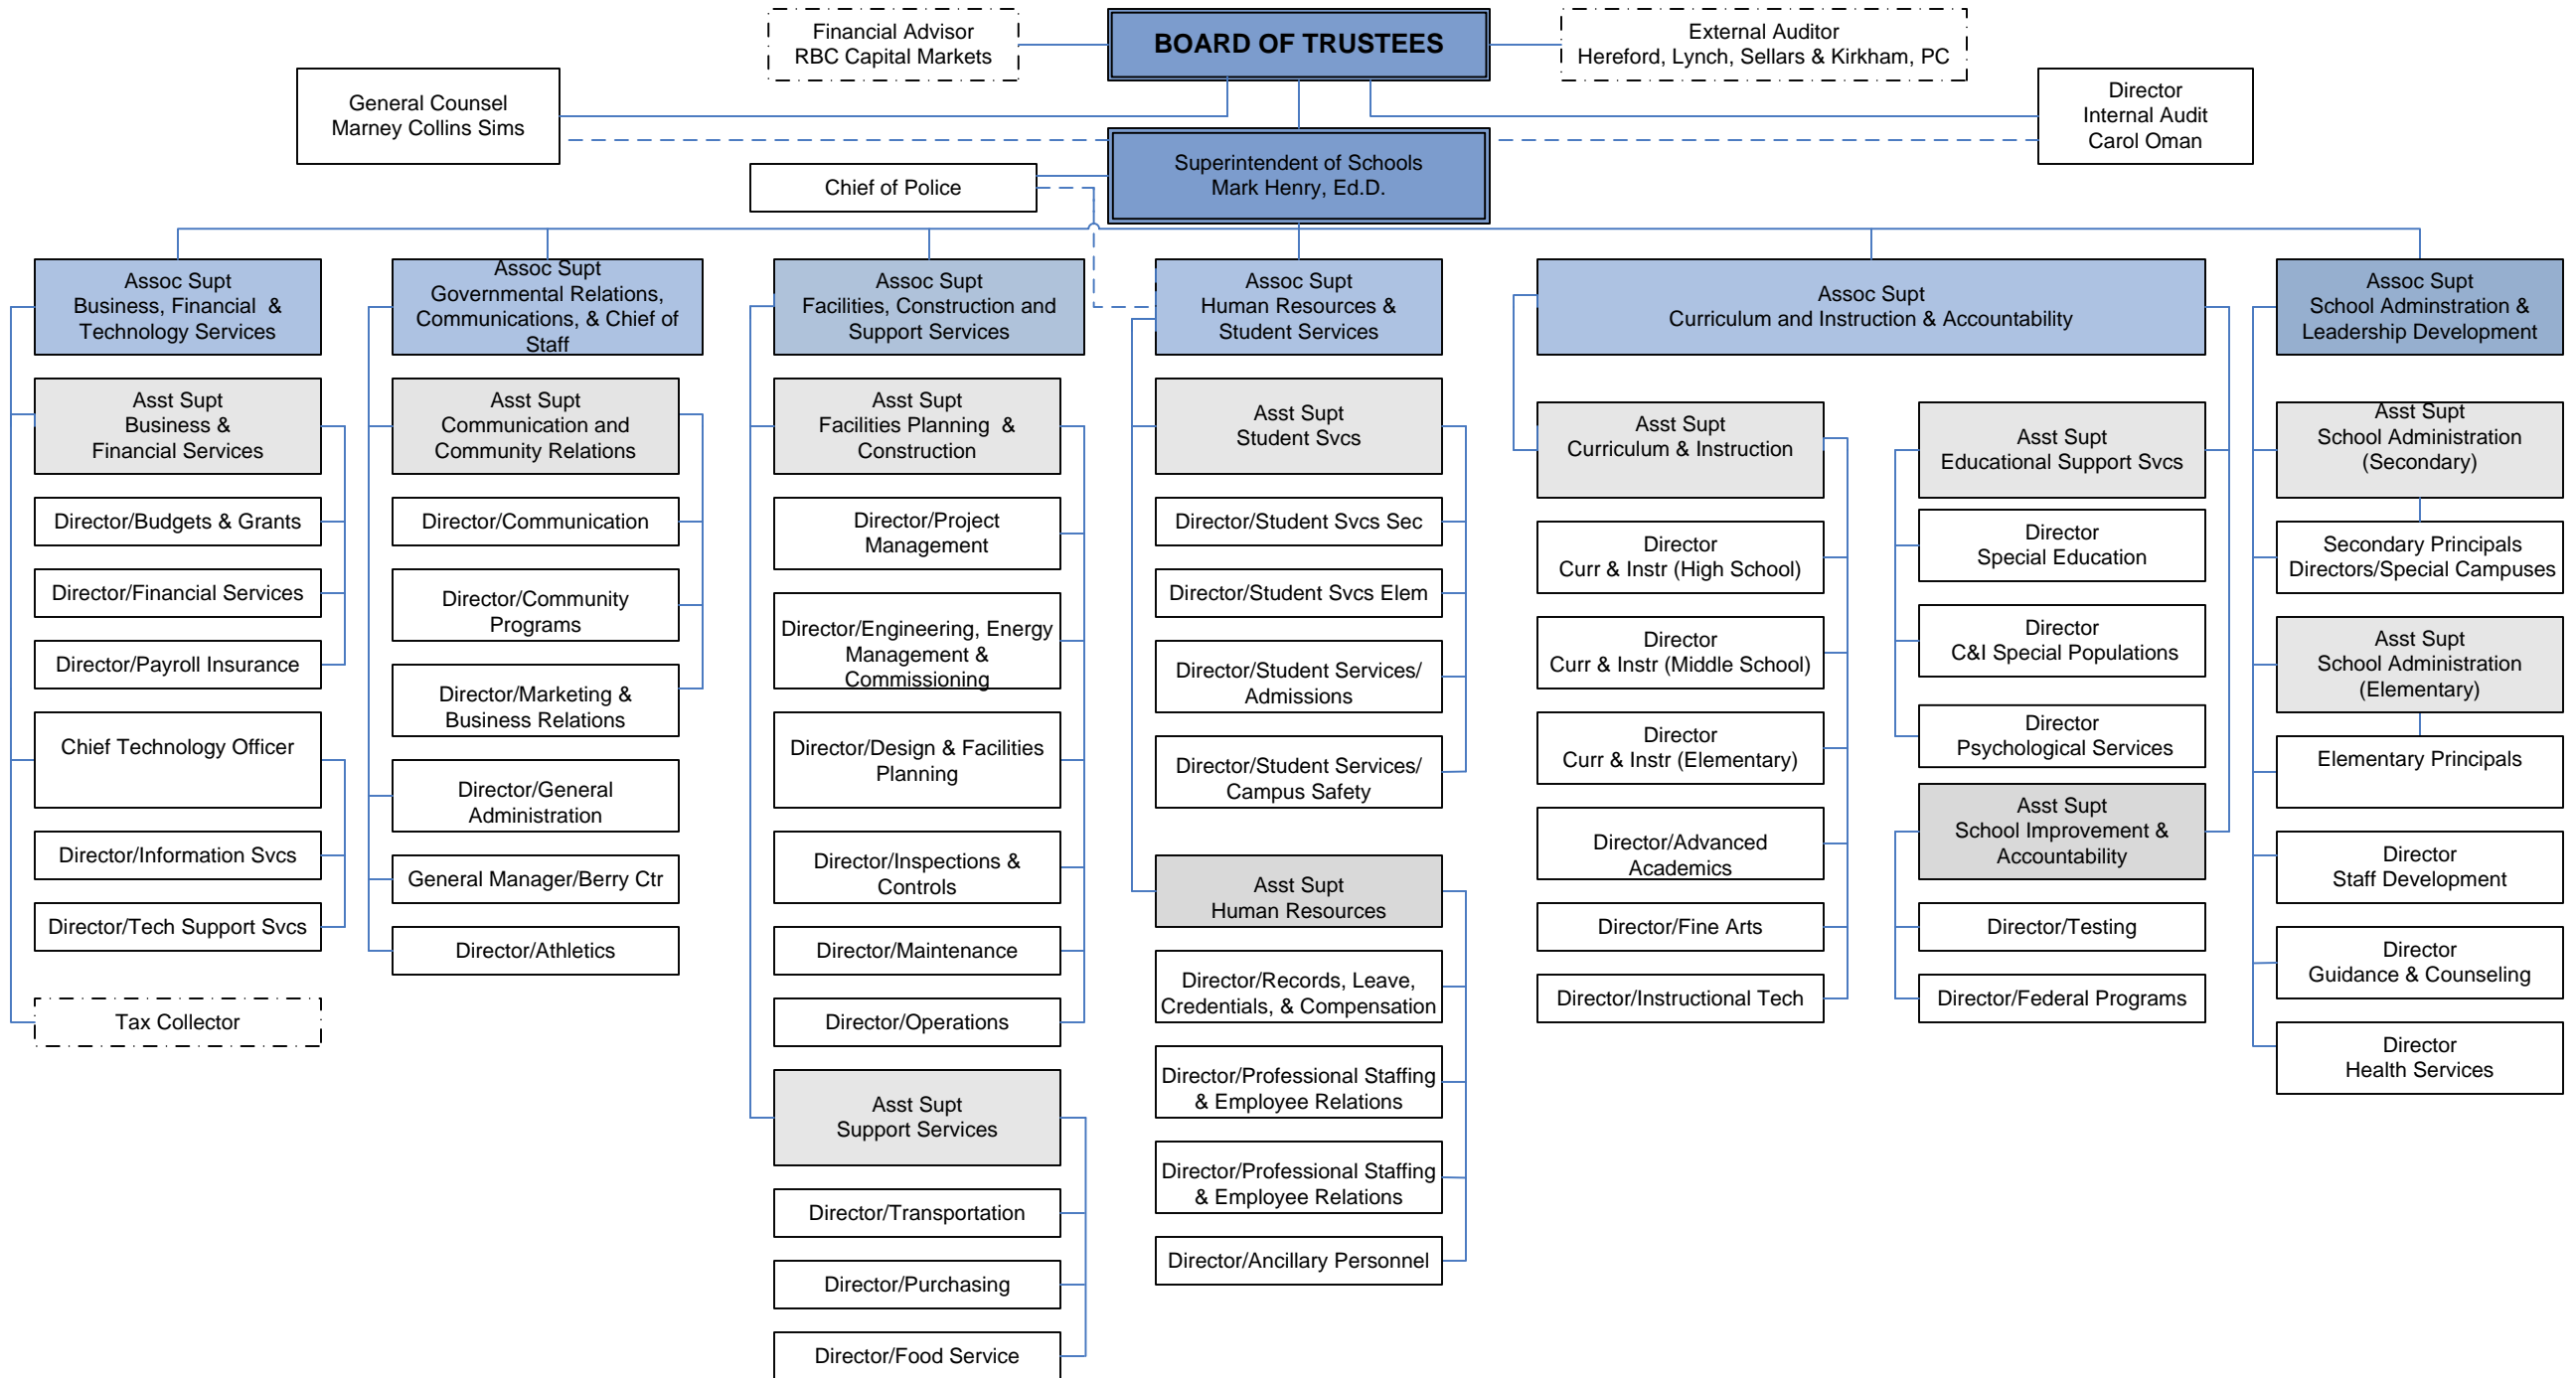 Financial Advisor
RBC Capital Markets
BOARD OF TRUSTEES
External Auditor
Hereford, Lynch, Sellars & Kirkham, PC
General Counsel
Marney Collins Sims
Director
Internal Audit
Carol Oman
Superintendent of Schools
Mark Henry, Ed.D.
Chief of Police
Assoc Supt
Business, Financial &
Technology Services
Asst Supt
Business &
Financial Services
Director/Budgets & Grants
Director/Financial Services
Director/Payroll Insurance
Chief Technology Officer
Director/Information Svcs
Director/Tech Support Svcs
Tax Collector
Assoc Supt
Governmental Relations,
Communications, & Chief of
Staff
Asst Supt
Communication and
Community Relations
Director/Communication
Director/Community
Programs
Director/Marketing &
Business Relations
Director/General
Administration
General Manager/Berry Ctr
Director/Athletics
Assoc Supt
Facilities, Construction and
Support Services
Asst Supt
Facilities Planning &
Construction
Director/Project
Management
Director/Engineering, Energy
Management &
Commissioning
Director/Design & Facilities
Planning
Director/Inspections &
Controls
Director/Maintenance
Director/Operations
Asst Supt
Support Services
Director/Transportation
Director/Purchasing
Director/Food Service
Assoc Supt
Human Resources &
Student Services
Asst Supt
Student Svcs
Director/Student Svcs Sec
Director/Student Svcs Elem
Director/Student Services/
Admissions
Director/Student Services/
Campus Safety
Asst Supt
Human Resources
Director/Records, Leave,
Credentials, & Compensation
Director/Professional Staffing
& Employee Relations
Director/Professional Staffing
& Employee Relations
Director/Ancillary Personnel
Assoc Supt
Curriculum and Instruction & Accountability
Asst Supt
Curriculum & Instruction
Director
Curr & Instr (High School)
Director
Curr & Instr (Middle School)
Director
Curr & Instr (Elementary)
Director/Advanced
Academics
Director/Fine Arts
Director/Instructional Tech
Asst Supt
Educational Support Svcs
Director
Special Education
Director
C&I Special Populations
Director
Psychological Services
Asst Supt
School Improvement &
Accountability
Director/Testing
Director/Federal Programs
Assoc Supt
School Adminstration &
Leadership Development
Asst Supt
School Administration
(Secondary)
Secondary Principals
Directors/Special Campuses
Asst Supt
School Administration
(Elementary)
Elementary Principals
Director
Staff Development
Director
Guidance & Counseling
Director
Health Services